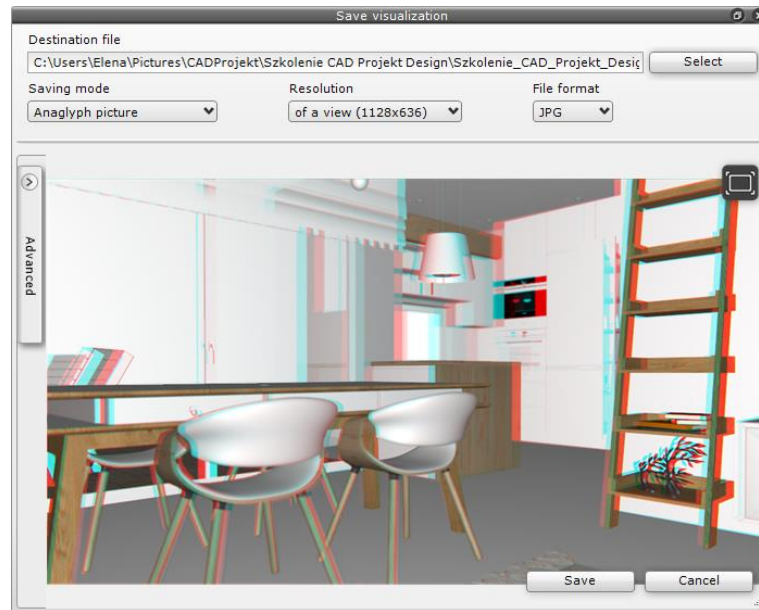 Save visualization
Destination file
C:\Users\Elena\Pictures\CADProjekt\Szkolenie CAD Projekt Design\Szkolenie_CAD_Projekt_Desig
Select
Saving mode Resolution File format
Anaglyph picture of a view (1128x636) JPG
Advanced
Save Cancel